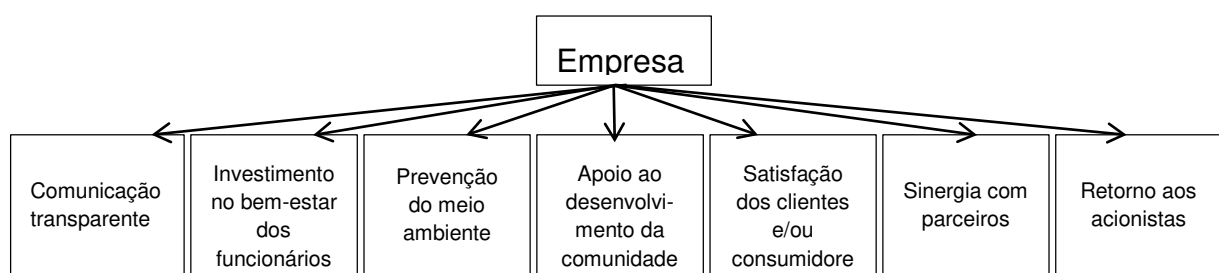 Empresa
Comunicação
transparente
Investimento
no bem-estar
dos
funcionários
Prevenção
do meio
ambiente
Apoio ao
desenvolvi-
mento da
comunidade
Satisfação
dos clientes
e/ou
consumidore
Sinergia com
parceiros
Retorno aos
acionistas